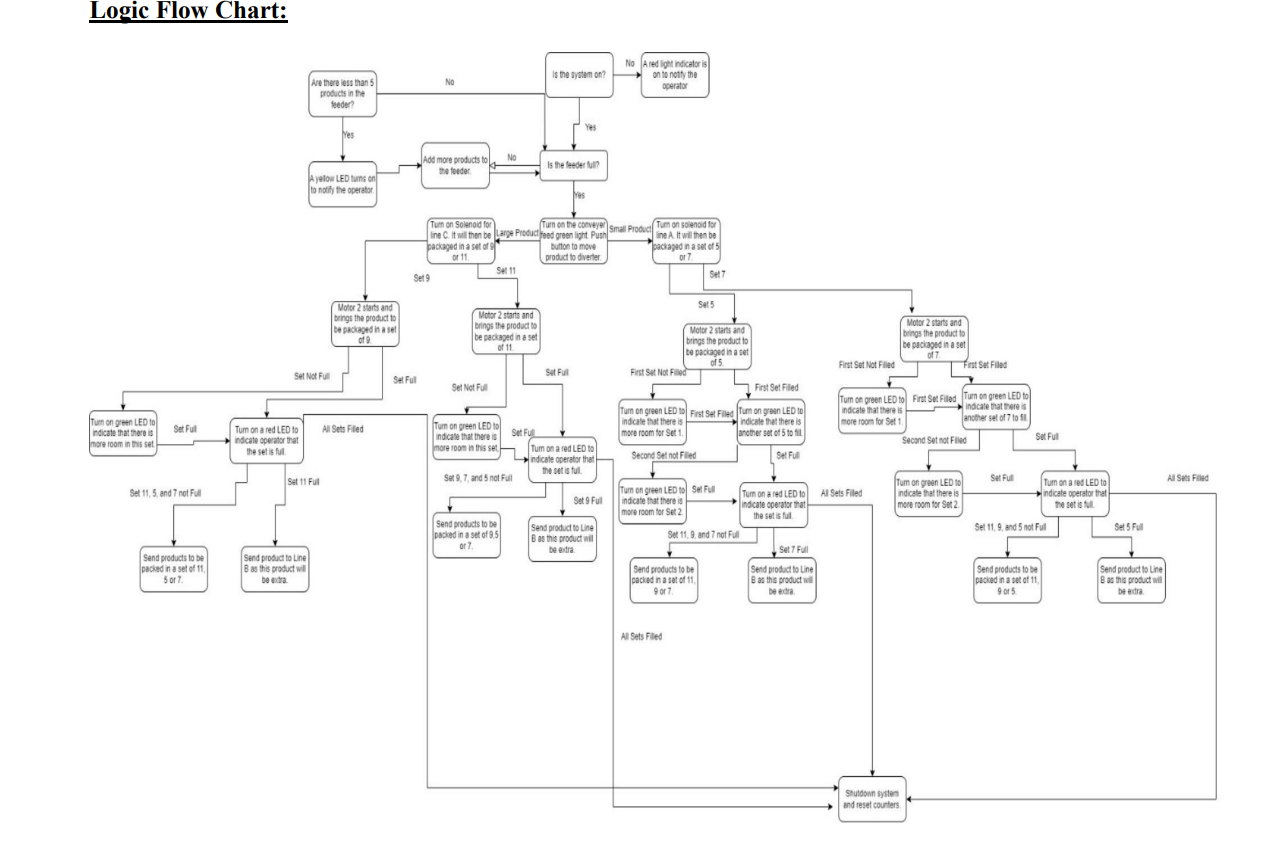 Logic Flow Chart:
Is the system on?
No
A red light indicator is
on to notify the
operator
Are there less than 5
products in the
feeder?
No
Yes
Yes
A yellow LED turns on
to notify the operator.
Add more products to
the feeder.
No
Is the feeder full?
Yes
Turn on Solenoid for
line C. It will then be
packaged in a set of 9
or 11.
Large Product
Turn on the conveyer
feed green light. Push
button to move
product to diverter.
Small Product
Turn on solenoid for
line A. It will then be
packaged in a set of 5
or 7.
Set 9
Set 11
Set 5
Set 7
Motor 2 starts and
brings the product to
be packaged in a set
of 9.
Motor 2 starts and
brings the product to
be packaged in a set
of 11.
Motor 2 starts and
brings the product to
be packaged in a set
of 5.
Motor 2 starts and
brings the product to
be packaged in a set
of 7.
Set Not Full
Set Full
Turn on green LED to
indicate that there is
more room in this set.
Set Full
Turn on a red LED to
indicate operator that
the set is full.
All Sets Filled
Set 11, 5, and 7 not Full
Set 11 Full
Send products to be
packed in a set of 11,
5 or 7.
Send product to Line
B as this product will
be extra.
Set Not Full
Set Full
Turn on green LED to
indicate that there is
more room in this set.
Set Full
Turn on a red LED to
indicate operator that
the set is full.
Set 9, 7, and 5 not Full
Set 9 Full
Send products to be
packed in a set of 9,5
or 7.
Send product to Line
B as this product will
be extra.
All Sets Filled
First Set Not Filled
First Set Filled
Turn on green LED to
indicate that there is
more room for Set 1.
First Set Filled
Turn on green LED to
indicate that there is
another set of 5 to fill.
Second Set not Filled
Set Full
Turn on green LED to
indicate that there is
more room for Set 2.
Set Full
Turn on a red LED to
indicate operator that
the set is full.
All Sets Filled
Set 11, 9, and 7 not Full
Set 7 Full
Send products to be
packed in a set of 11,
9 or 7.
Send product to Line
B as this product will
be extra.
First Set Not Filled
First Set Filled
Turn on green LED to
indicate that there is
more room for Set 1.
First Set Filled
Turn on green LED to
indicate that there is
another set of 7 to fill.
Second Set not Filled
Set Full
Turn on green LED to
indicate that there is
more room for Set 2.
Set Full
Turn on a red LED to
indicate operator that
the set is full.
All Sets Filled
Set 11, 9, and 5 not Full
Set 5 Full
Send products to be
packed in a set of 11,
9 or 5.
Send product to Line
B as this product will
be extra.
Shutdown system
and reset counters.